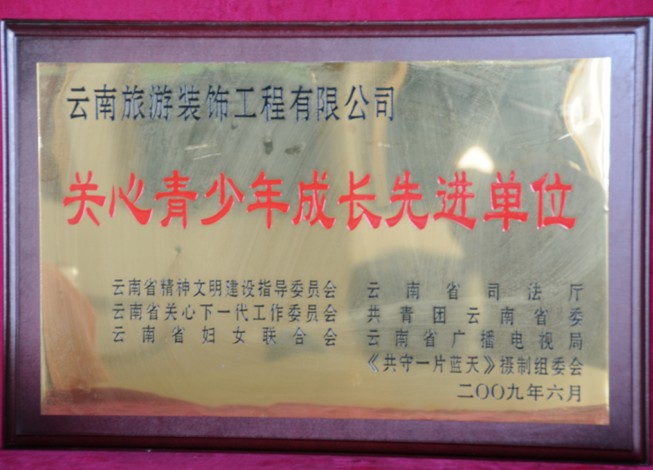 云南旅游装饰工程有限公司
关心青少年成长先进单位
云南省精神文明建设指导委员会
云南省关心下一代工作委员会
云南省妇女联合会
云南省司法厅
共青团云南省委
云南省广播电视局
《共守一片蓝天》摄制组委会
二〇〇九年六月